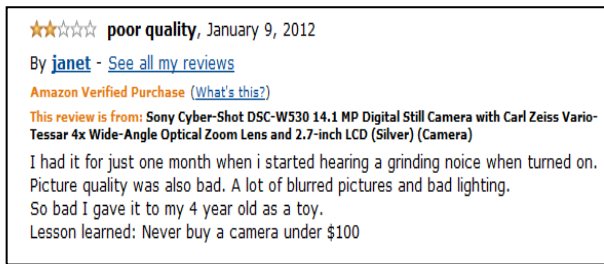 poor quality, January 9, 2012
By janet - See all my reviews
Amazon Verified Purchase (What's this?)
This review is from: Sony Cyber-Shot DSC-W530 14.1 MP Digital Still Camera with Carl Zeiss Vario-
Tessar 4x Wide-Angle Optical Zoom Lens and 2.7-inch LCD (Silver) (Camera)
I had it for just one month when i started hearing a grinding noice when turned on.
Picture quality was also bad. A lot of blurred pictures and bad lighting.
So bad I gave it to my 4 year old as a toy.
Lesson learned: Never buy a camera under $100